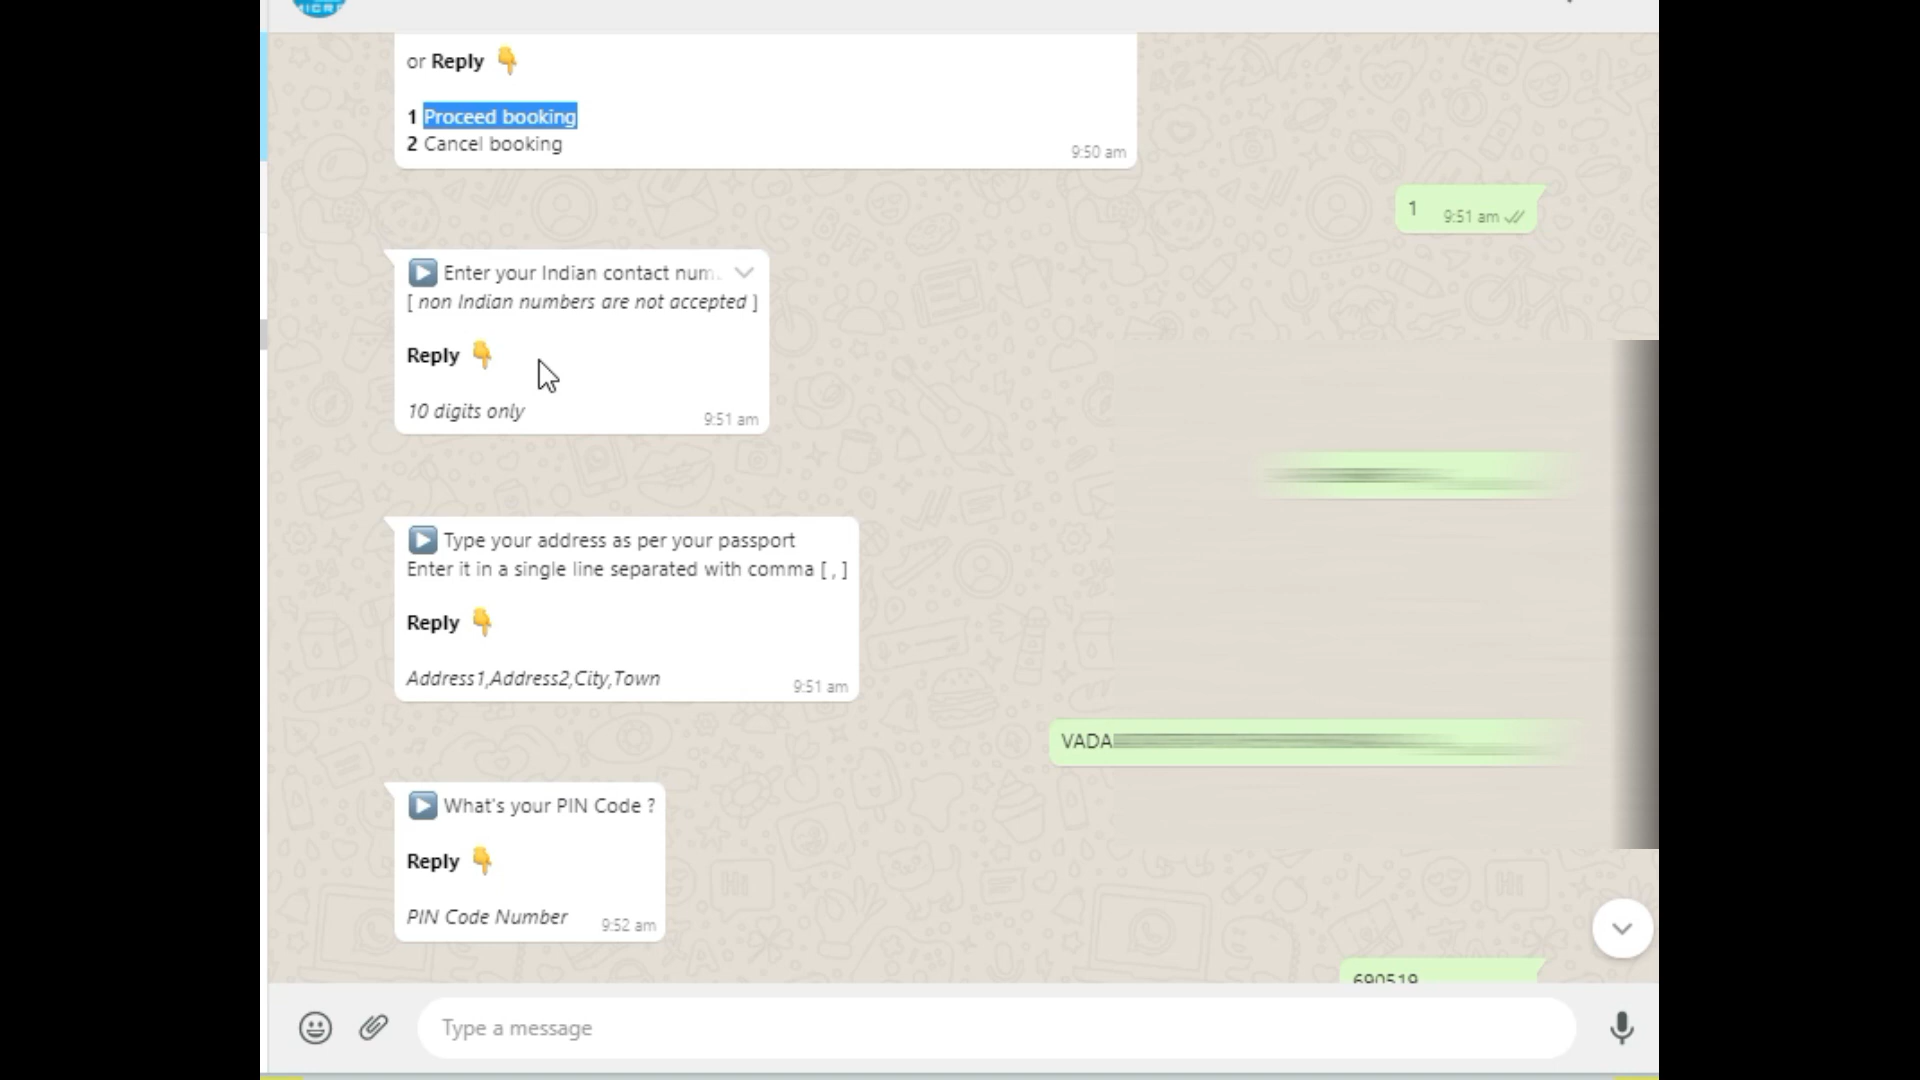 MICRO
or Reply 👇
1 Proceed booking
2 Cancel booking
9:50 am
1 9:51 am
Enter your Indian contact num
[ non Indian numbers are not accepted ]
Reply 👇
10 digits only
9:51 am
Type your address as per your passport
Enter it in a single line separated with comma [ , ]
Reply 👇
Address1,Address2,City,Town
9:51 am
VADA
What's your PIN Code ?
Reply 👇
PIN Code Number
9:52 am
690519
Type a message